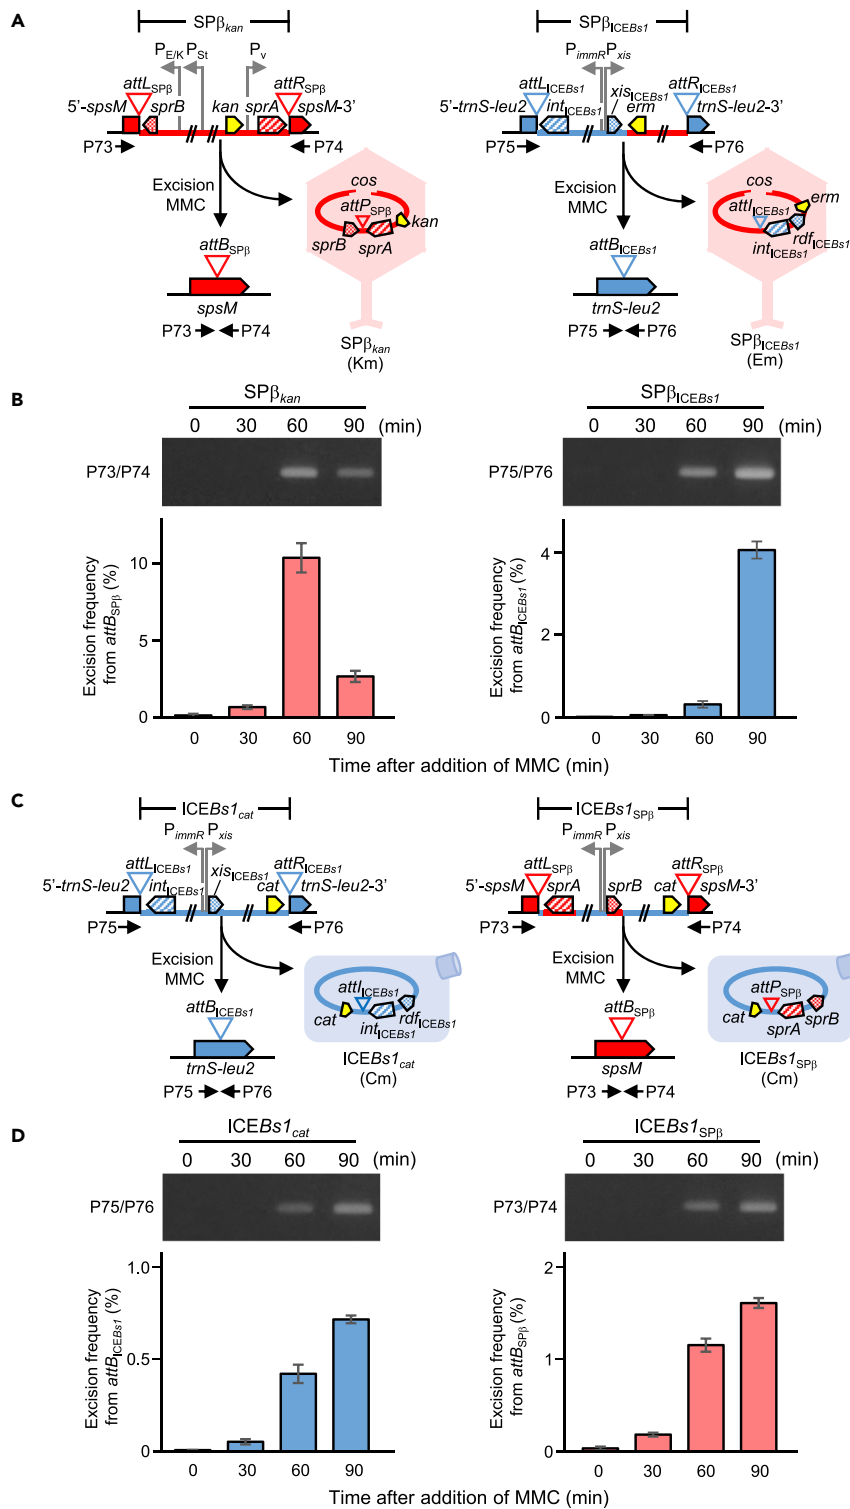 A
SPβkan
PE/K PSt
Pv
attLSPβ
attRSPβ
5'-spsM
sprB
kan
sprA
spsM-3'
P73
P74
Excision
MMC
cos
attPSPβ
kan
sprB
sprA
attBSPβ
spsM
P73
P74
SPβkan
(Km)
SPβICEBs1
PimmR Pxis
attLICEBs1
xisICEBs1
attRICEBs1
5'-trnS-leu2
intICEBs1
erm
trnS-leu2-3'
P75
P76
Excision
MMC
cos
erm
attIICEBs1
intICEBs1
rdfICEBs1
attBICEBs1
trnS-leu2
P75
P76
SPβICEBs1
(Em)
B
SPβkan
0 30 60 90 (min)
P73/P74
Excision frequency
from attBSPβ (%)
10
5
0
0 30 60 90
SPβICEBs1
0 30 60 90 (min)
P75/P76
Excision frequency
from attBICEBs1 (%)
4
2
0
0 30 60 90
Time after addition of MMC (min)
C
ICEBs1cat
PimmR Pxis
attLICEBs1
xisICEBs1
attRICEBs1
5'-trnS-leu2
intICEBs1
cat
trnS-leu2-3'
P75
P76
Excision
MMC
attIICEBs1
cat
intICEBs1
rdfICEBs1
attBICEBs1
trnS-leu2
P75
P76
ICEBs1cat
(Cm)
ICEBs1SPβ
PimmR Pxis
attLSPβ
attRSPβ
5'-spsM
sprA
sprB
cat
spsM-3'
P73
P74
Excision
MMC
attPSPβ
cat
sprA
sprB
attBSPβ
spsM
P73
P74
ICEBs1SPβ
(Cm)
D
ICEBs1cat
0 30 60 90 (min)
P75/P76
Excision frequency
from attBICEBs1 (%)
1.0
0.5
0
0 30 60 90
ICEBs1SPβ
0 30 60 90 (min)
P73/P74
Excision frequency
from attBSPβ (%)
2
1
0
0 30 60 90
Time after addition of MMC (min)